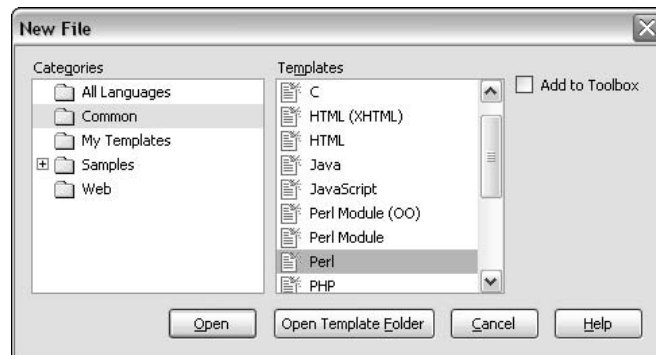 New File
Categories
All Languages
Common
My Templates
Samples
Web
Templates
C
HTML (XHTML)
HTML
Java
JavaScript
Perl Module (OO)
Perl Module
Perl
PHP
Add to Toolbox
Open
Open Template Folder
Cancel
Help